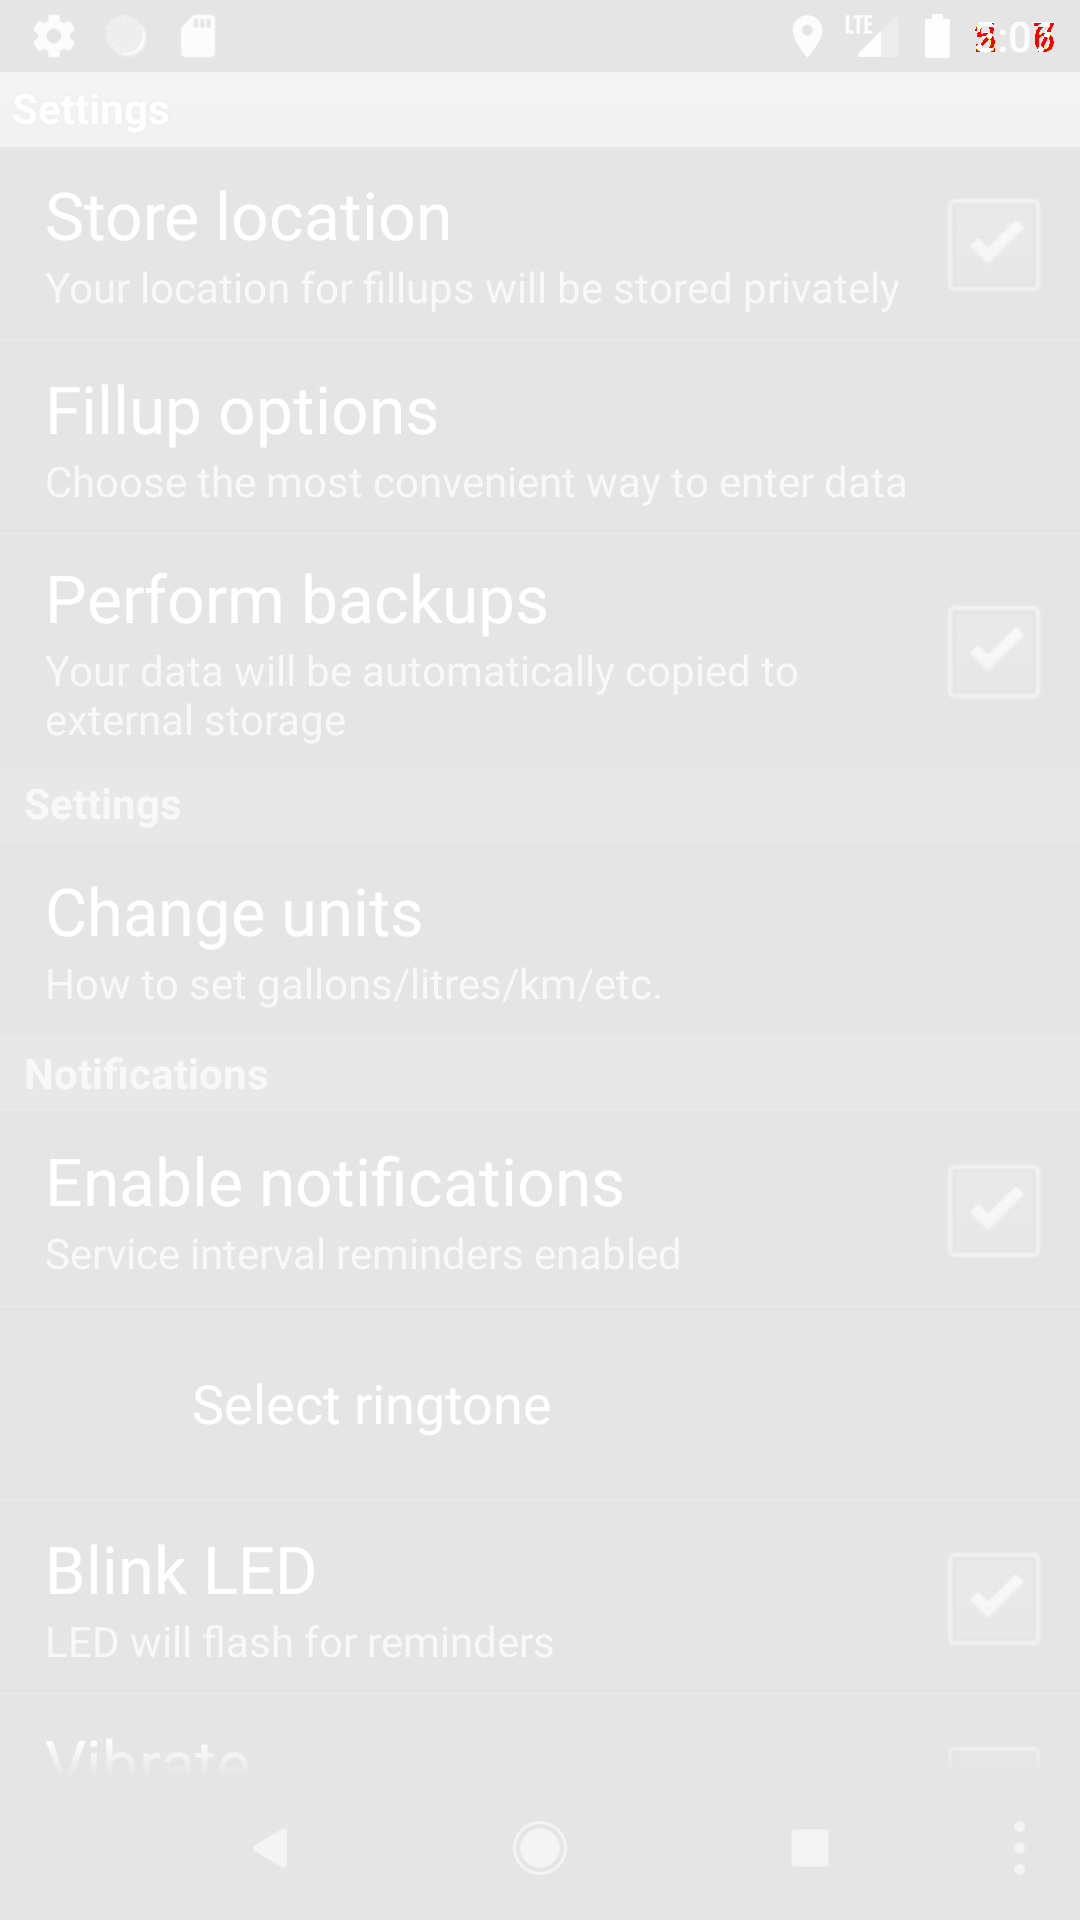 LTE
Settings
Store location
Your location for fillups will be stored privately
Fillup options
Choose the most convenient way to enter data
Perform backups
Your data will be automatically copied to
external storage
Settings
Change units
How to set gallons/litres/km/etc.
Notifications
Enable notifications
Service interval reminders enabled
Select ringtone
Blink LED
LED will flash for reminders
Vibrate